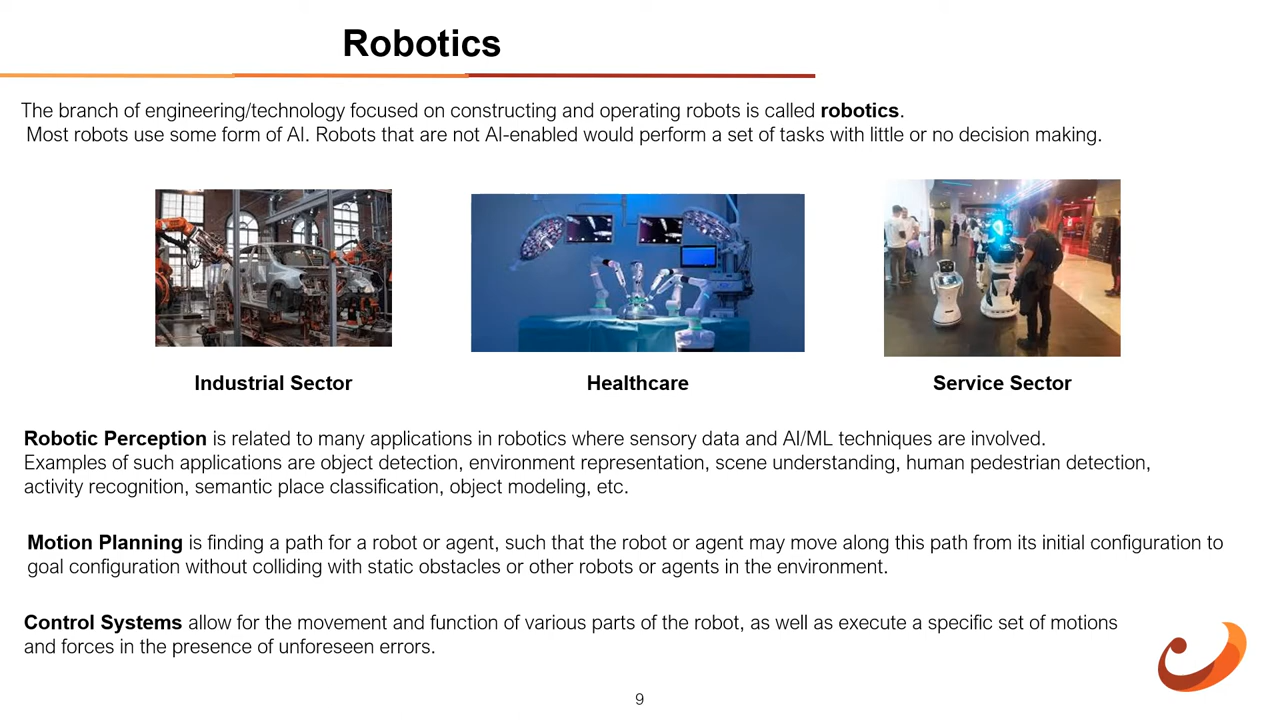 Robotics
The branch of engineering/technology focused on constructing and operating robots is called robotics.
Most robots use some form of AI. Robots that are not AI-enabled would perform a set of tasks with little or no decision making.
Industrial Sector
Healthcare
Service Sector
Robotic Perception is related to many applications in robotics where sensory data and AI/ML techniques are involved.
Examples of such applications are object detection, environment representation, scene understanding, human pedestrian detection,
activity recognition, semantic place classification, object modeling, etc.
Motion Planning is finding a path for a robot or agent, such that the robot or agent may move along this path from its initial configuration to
goal configuration without colliding with static obstacles or other robots or agents in the environment.
Control Systems allow for the movement and function of various parts of the robot, as well as execute a specific set of motions
and forces in the presence of unforeseen errors.
9